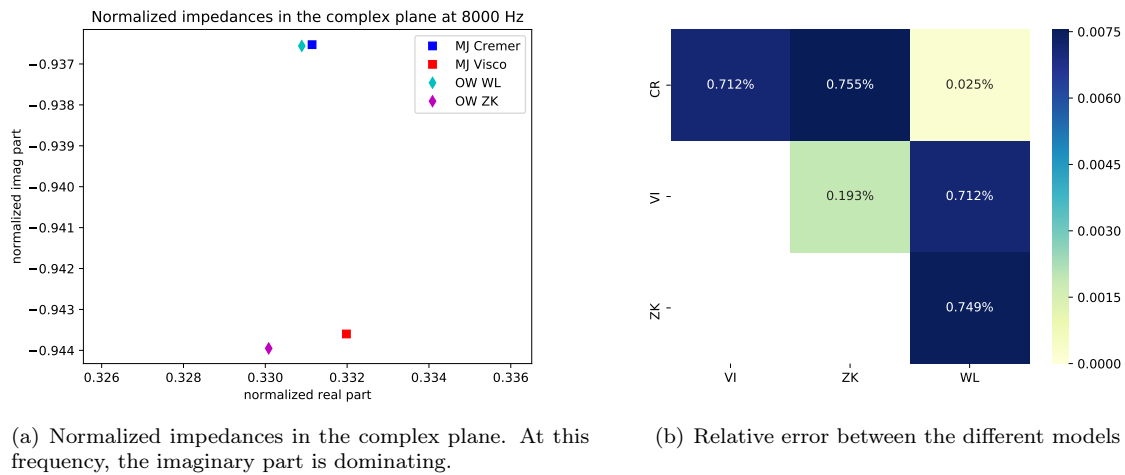 Normalized impedances in the complex plane at 8000 Hz
MJ Cremer
MJ Visco
OW WL
OW ZK
normalized imag part
−0.937
−0.938
−0.939
−0.940
−0.941
−0.942
−0.943
−0.944
0.326 0.328 0.330 0.332 0.334 0.336
normalized real part
(a) Normalized impedances in the complex plane. At this
frequency, the imaginary part is dominating.
CR
VI
ZK
0.712% 0.755% 0.025%
0.193% 0.712%
0.749%
VI ZK WL
0.0075
0.0060
0.0045
0.0030
0.0015
0.0000
(b) Relative error between the different models